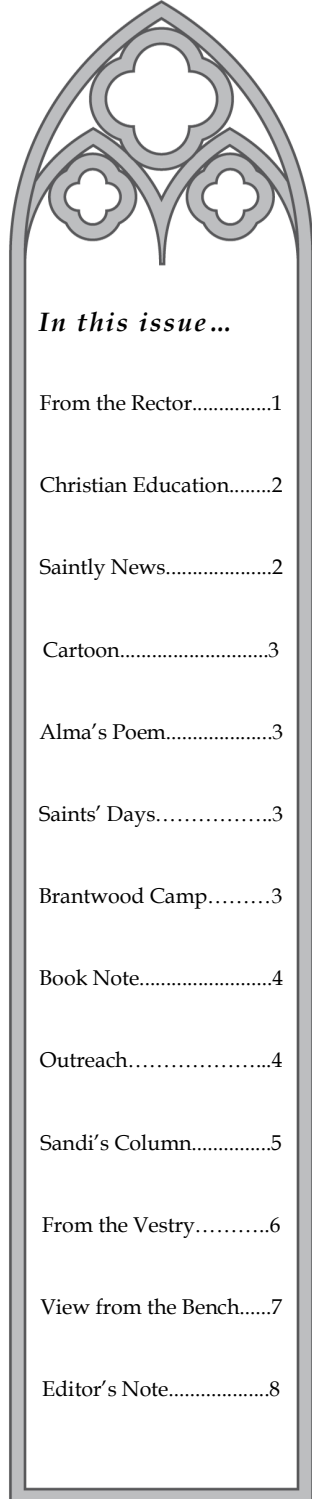 In this issue...
From the Rector...............1
Christian Education........2
Saintly News..................2
Cartoon............................3
Alma's Poem.....................3
Saints' Days……………..3
Brantwood Camp………3
Book Note.........................4
Outreach………………...4
Sandi's Column...............5
From the Vestry………..6
View from the Bench......7
Editor's Note...................8